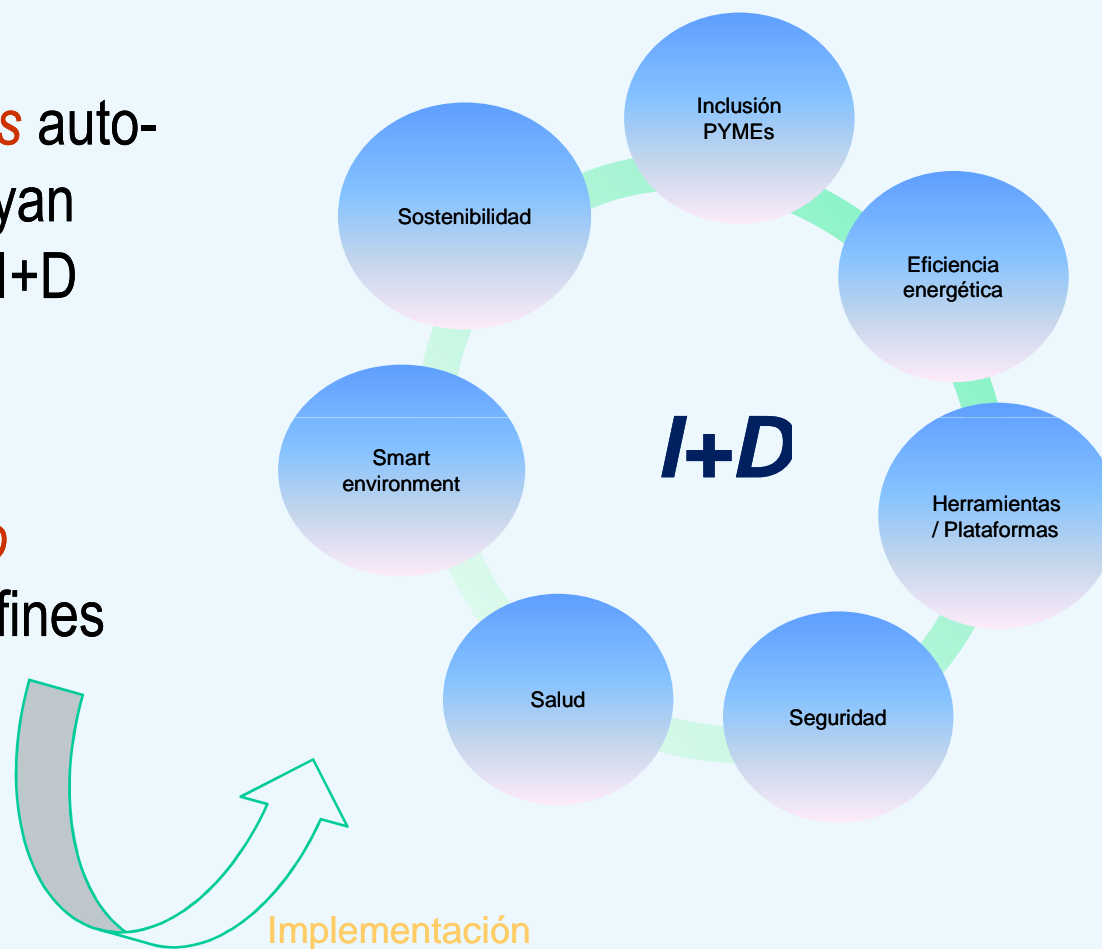 s auto-
yan
I+D
o
fines
Inclusión
PYMEs
Sostenibilidad
Eficiencia
energética
Smart
environment
I+D
Herramientas
/ Plataformas
Salud
Seguridad
Implementación